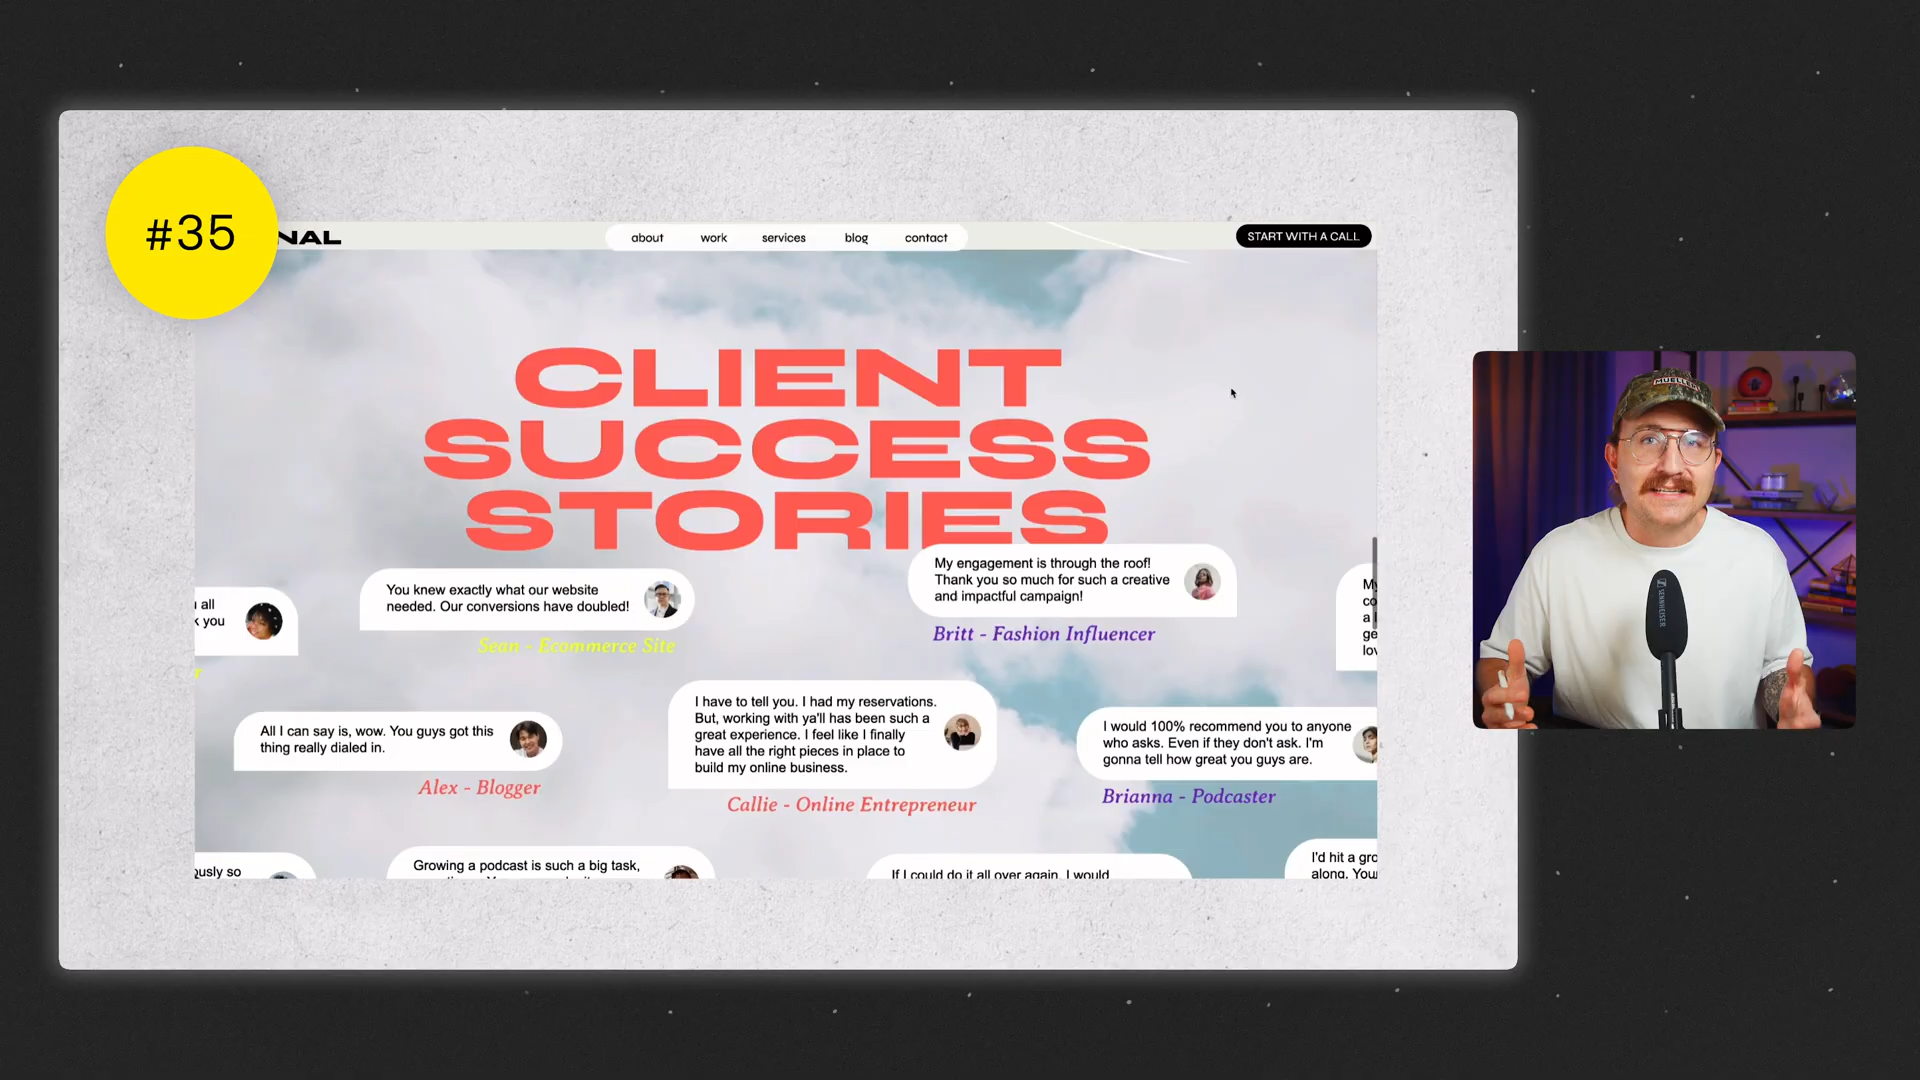 #35
NAL
about work services blog contact
START WITH A CALL
CLIENT
SUCCESS
STORIES
all
you
You knew exactly what our website
needed. Our conversions have doubled!
Sean - Ecommerce Site
My engagement is through the roof!
Thank you so much for such a creative
and impactful campaign!
Britt - Fashion Influencer
All I can say is, wow. You guys got this
thing really dialed in.
Alex - Blogger
I have to tell you. I had my reservations.
But, working with ya'll has been such a
great experience. I feel like I finally
have all the right pieces in place to
build my online business.
Callie - Online Entrepreneur
I would 100% recommend you to anyone
who asks. Even if they don't ask. I'm
gonna tell how great you guys are.
Brianna - Podcaster
so
Growing a podcast is such a big task,
If I could do it all over again, I would
I'd hit a
along.
MUELLER
SENNHEISER